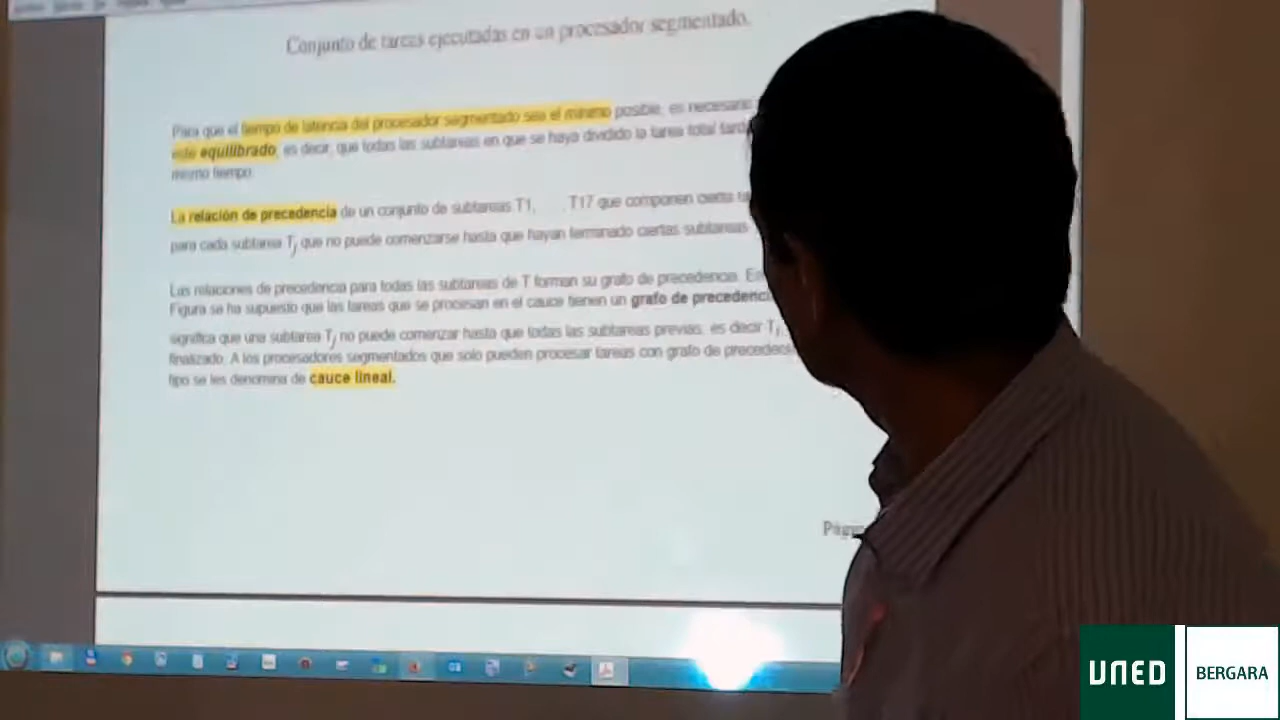 Conjunto de tareas ejecutadas en un procesador segmentado.
Para que el tiempo de latencia del procesador segmentado sea el mínimo posible, es necesario
esté equilibrado, es decir, que todas las subtareas en que se haya dividido la tarea total
mismo tiempo.
La relación de precedencia de un conjunto de subtareas T1, . T17 que componen cierta
para cada subtarea Tj que no puede comenzarse hasta que hayan terminado ciertas subtareas
Las relaciones de precedencia para todas las subtareas de T forman su grafo de precedencia.
Figura se ha supuesto que las tareas que se procesan en el cauce tienen un grafo de
significa que una subtarea Tj no puede comenzar hasta que todas las subtareas previas, es decir
finalizado. A los procesadores segmentados que solo pueden procesar tareas con grafo de
tipo se les denomina de cauce lineal.
UNED
BERGARA